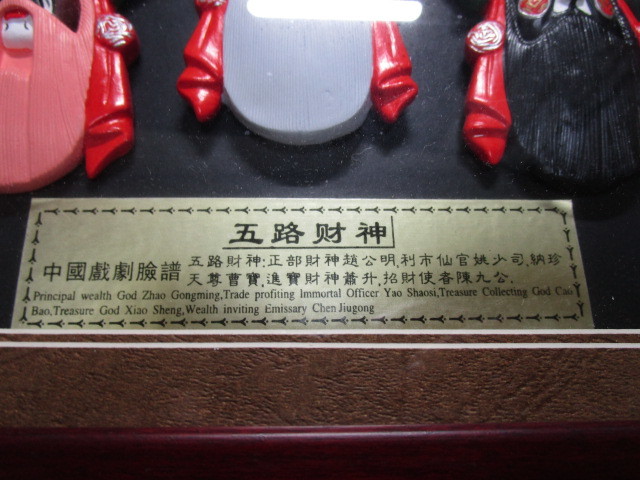 五路财神
中國戲劇臉譜
五路財神:正部財神趙公明,利市仙官姚少司,納珍
天尊曹寶,進寶財神蕭升,招財使者陳九公.
Principal wealth God Zhao Gongming,Trade profiting lmmortal Officer Yao Shaosi,Treasure Collecting God Cao
Bao,Treasure God Xiao Sheng,Wealth inviting Emissary Chen Jiugong